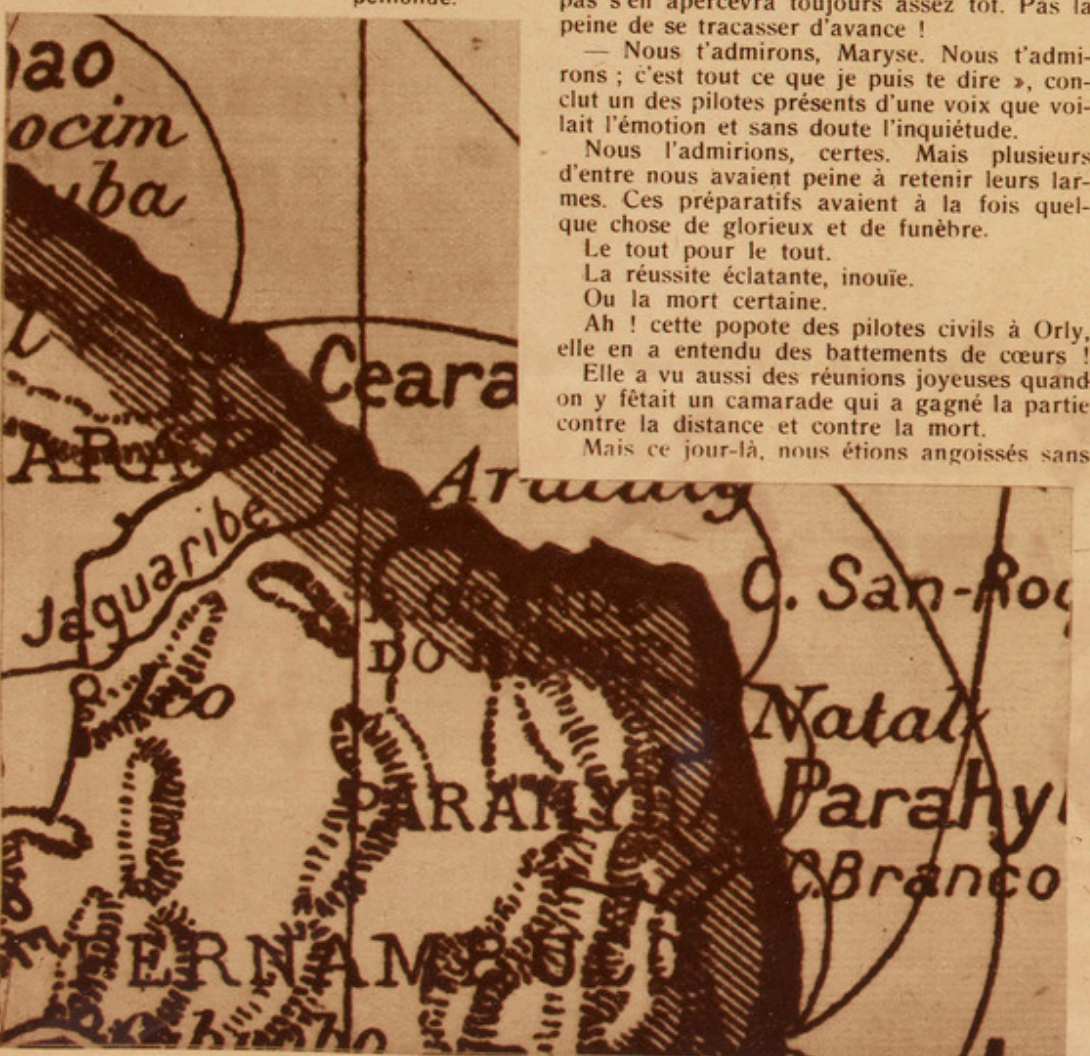 pas s'en apercevra toujours assez tôt. Pas la
peine de se tracasser d'avance !
— Nous t'admirons, Maryse. Nous t'admi-
rons ; c'est tout ce que je puis te dire », con-
clut un des pilotes présents d'une voix que voi-
lait l'émotion et sans doute l'inquiétude.
Nous l'admirions, certes. Mais plusieurs
d'entre nous avaient peine à retenir leurs lar-
mes. Ces préparatifs avaient à la fois quel-
que chose de glorieux et de funèbre.
Le tout pour le tout.
La réussite éclatante, inouïe.
Ou la mort certaine.
Ah ! cette popote des pilotes civils à Orly,
elle en a entendu des battements de cœurs !
Elle a vu aussi des réunions joyeuses quand
on y fêtait un camarade qui a gagné la partie
contre la distance et contre la mort.
Mais ce jour-là, nous étions angoissés sans
ocim
Ceara
Jaguaribe
C. San-Roq
DO
Natal
Parahy
PARAHY
C. Branco
PERNAMBUCO